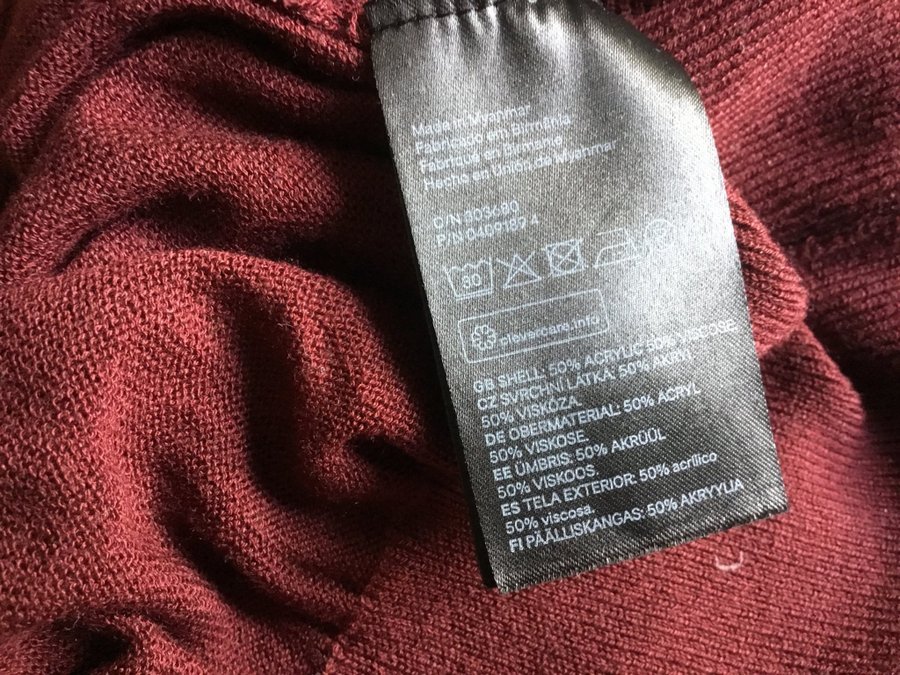 Made in Myanmar
Fabricado em Birmânia
Fabriqué en Birmanie
Hecho en Unión de Myanmar
C/N 803680
P/N 0409189.4
30
clevercare.info
GB SHELL: 50% ACRYLIC 50% VISCOSE
CZ SVRCHNÍ LÁTKA: 50% AKRYL
50% VISKÓZA.
DE OBERMATERIAL: 50% ACRYL
50% VISKOSE.
EE ÜMBRIS: 50% AKRÜÜL
50% VISKOOS.
ES TELA EXTERIOR: 50% acrílico
50% viscosa.
FI PÄÄLLISKANGAS: 50% AKRYYLIA